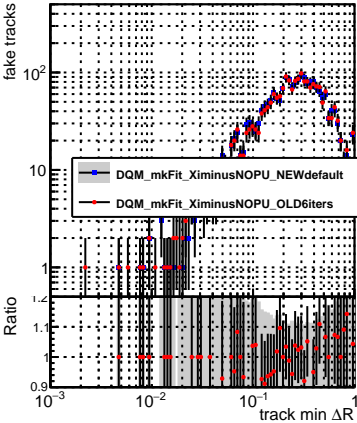 fake tracks
10²
10
1
DQM_mkFit_XiminusNOPU_NEWdefault
DQM_mkFit_XiminusNOPU_OLD6iters
Ratio
1.2
1.1
1
0.9
10⁻³ 10⁻² 10⁻¹ 1
track min ΔR